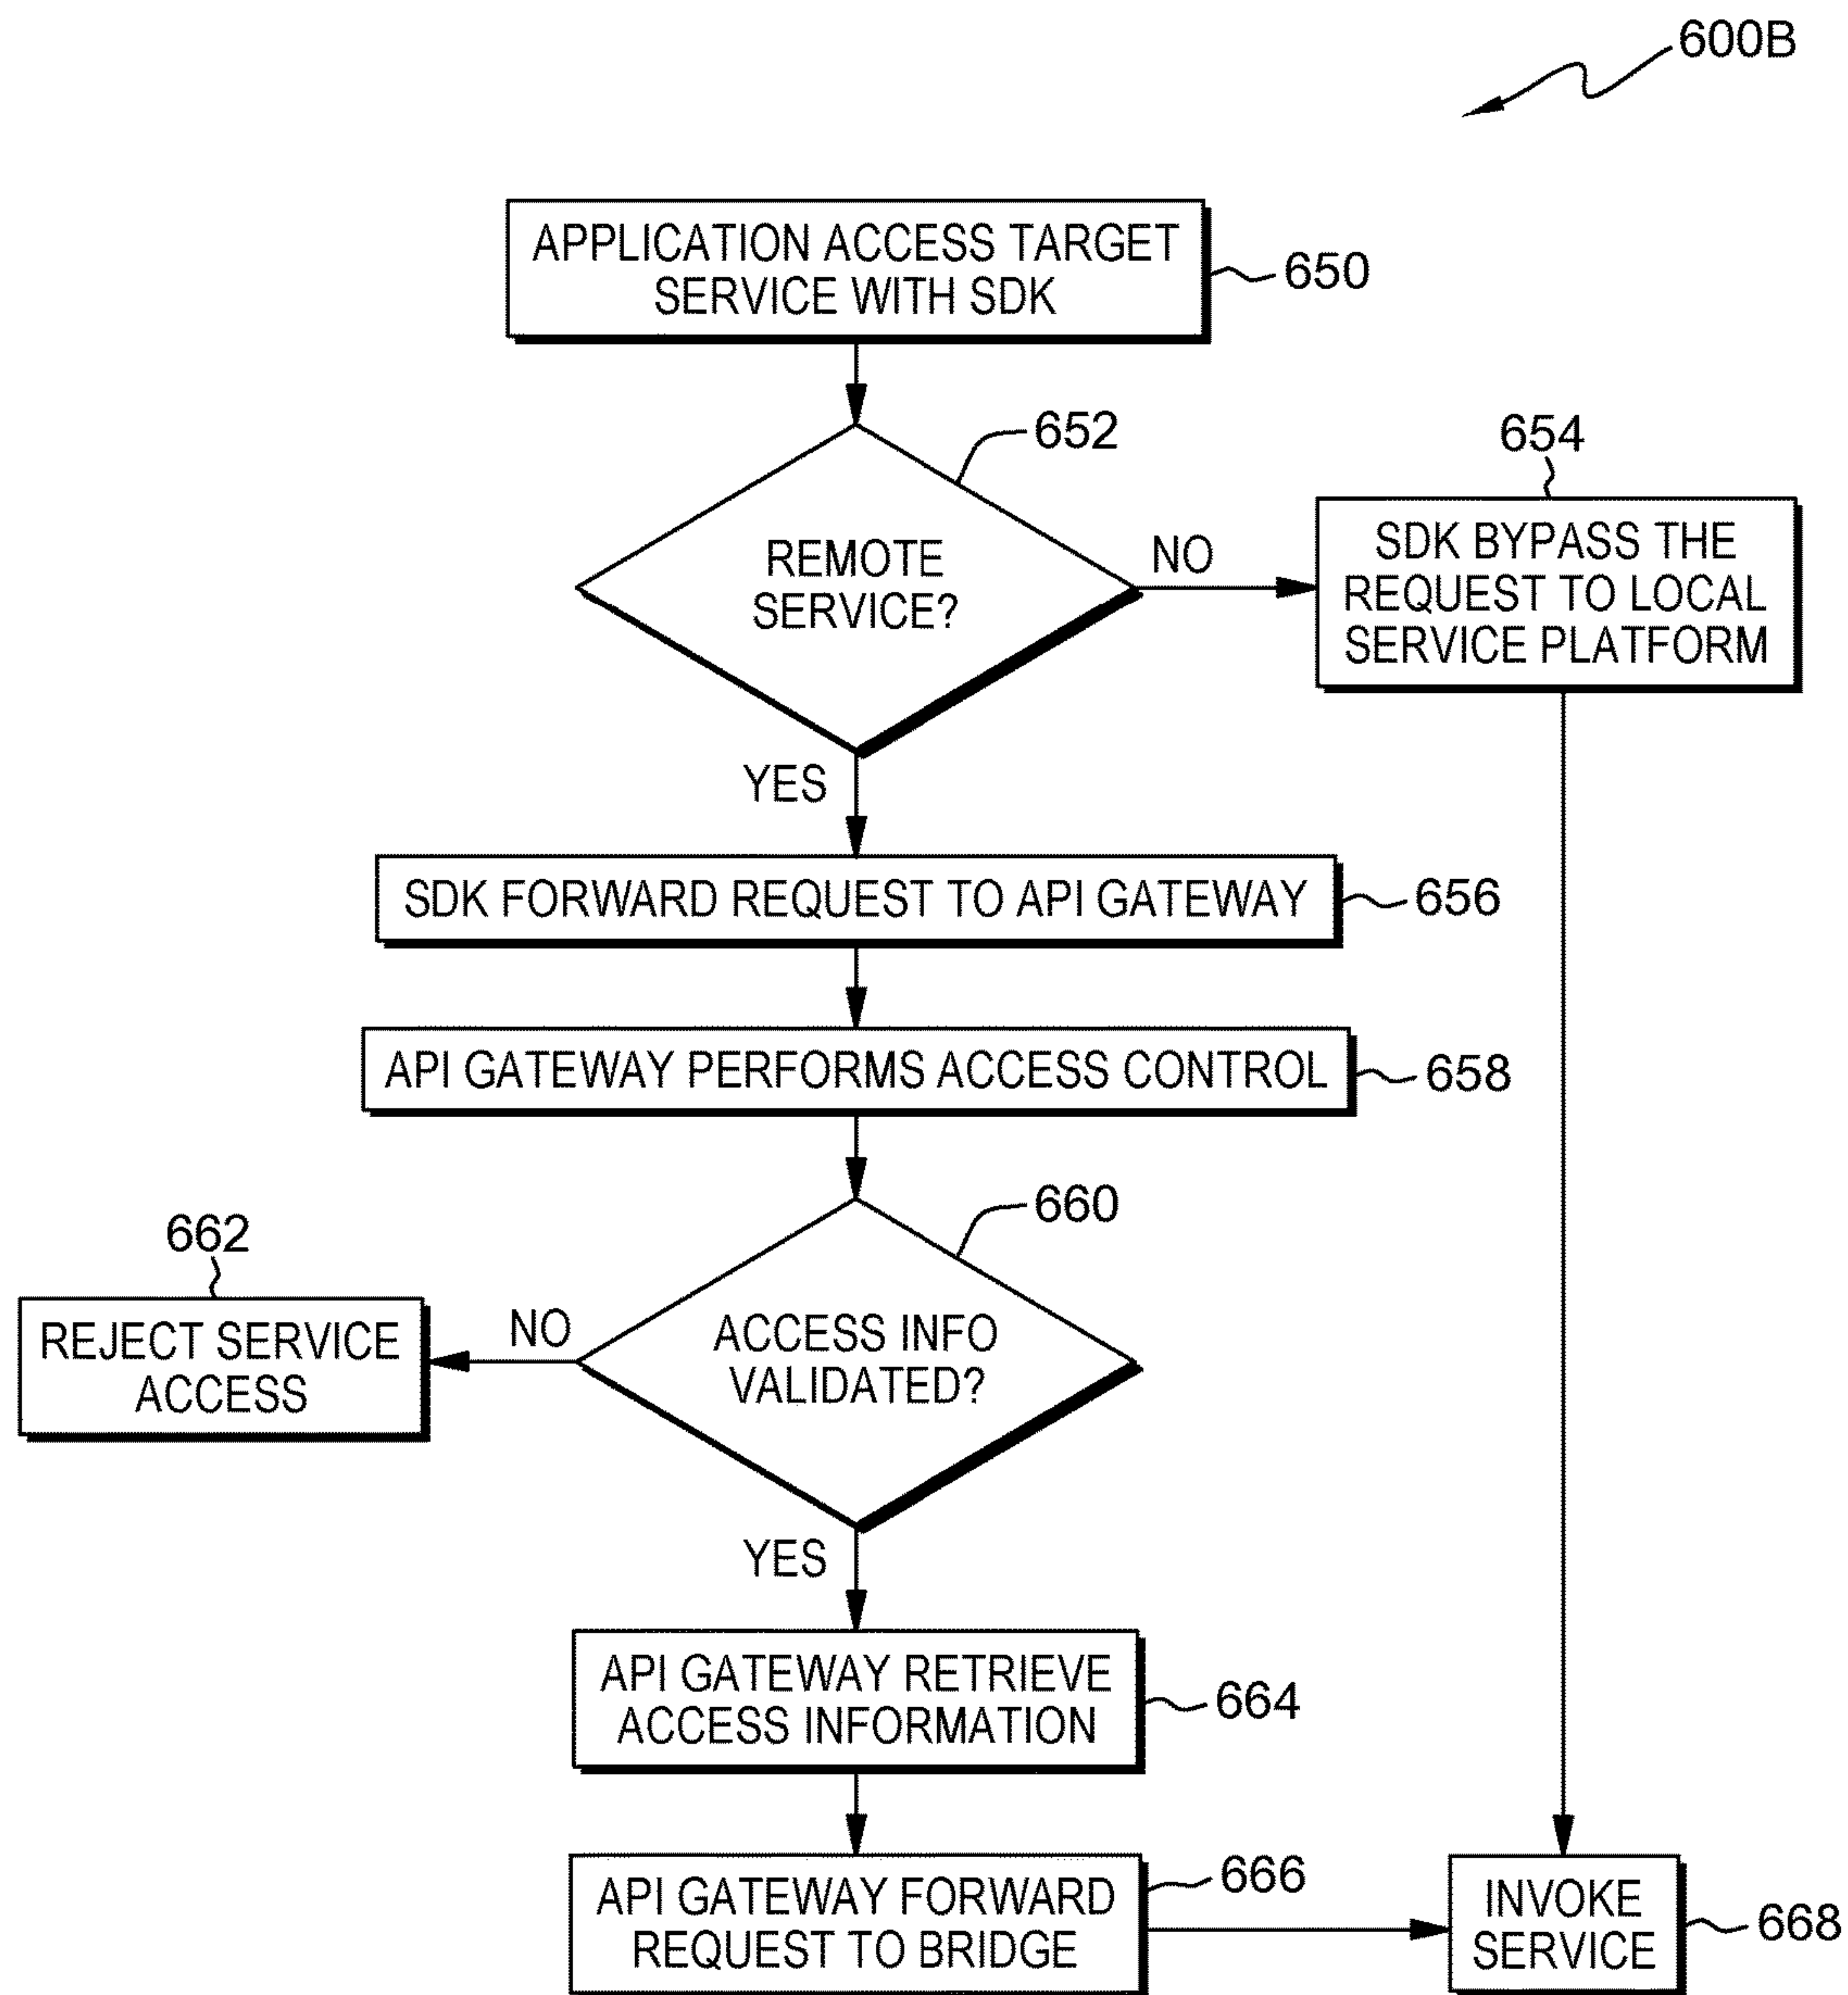 600B
APPLICATION ACCESS TARGET
SERVICE WITH SDK
650
652
REMOTE
SERVICE?
NO
654
SDK BYPASS THE
REQUEST TO LOCAL
SERVICE PLATFORM
YES
SDK FORWARD REQUEST TO API GATEWAY
656
API GATEWAY PERFORMS ACCESS CONTROL
658
660
ACCESS INFO
VALIDATED?
NO
662
REJECT SERVICE
ACCESS
YES
API GATEWAY RETRIEVE
ACCESS INFORMATION
664
API GATEWAY FORWARD
REQUEST TO BRIDGE
666
INVOKE
SERVICE
668